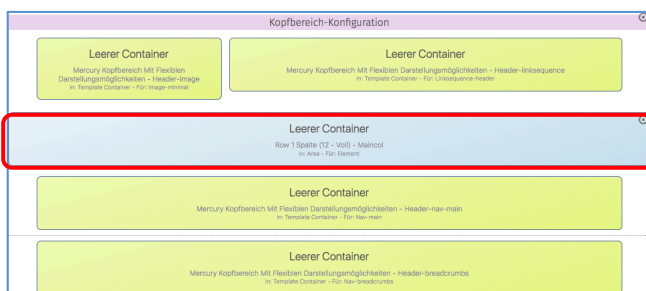 Kopfbereich-Konfiguration
Leerer Container
Mercury Kopfbereich Mit Flexiblen
Darstellungsmöglichkeiten - Header-image
In: Template Container - Für: Image-minimal
Leerer Container
Mercury Kopfbereich Mit Flexiblen Darstellungsmöglichkeiten - Header-linksequence
In: Template Container - Für: Linksequence-header
Leerer Container
Row 1 Spalte (12 - Voll) - Maincol
In: Area - Für: Element
Leerer Container
Mercury Kopfbereich Mit Flexiblen Darstellungsmöglichkeiten - Header-nav-main
In: Template Container - Für: Nav-main
Leerer Container
Mercury Kopfbereich Mit Flexiblen Darstellungsmöglichkeiten - Header-breadcrumbs
In: Template Container - Für: Nav-breadcrumbs